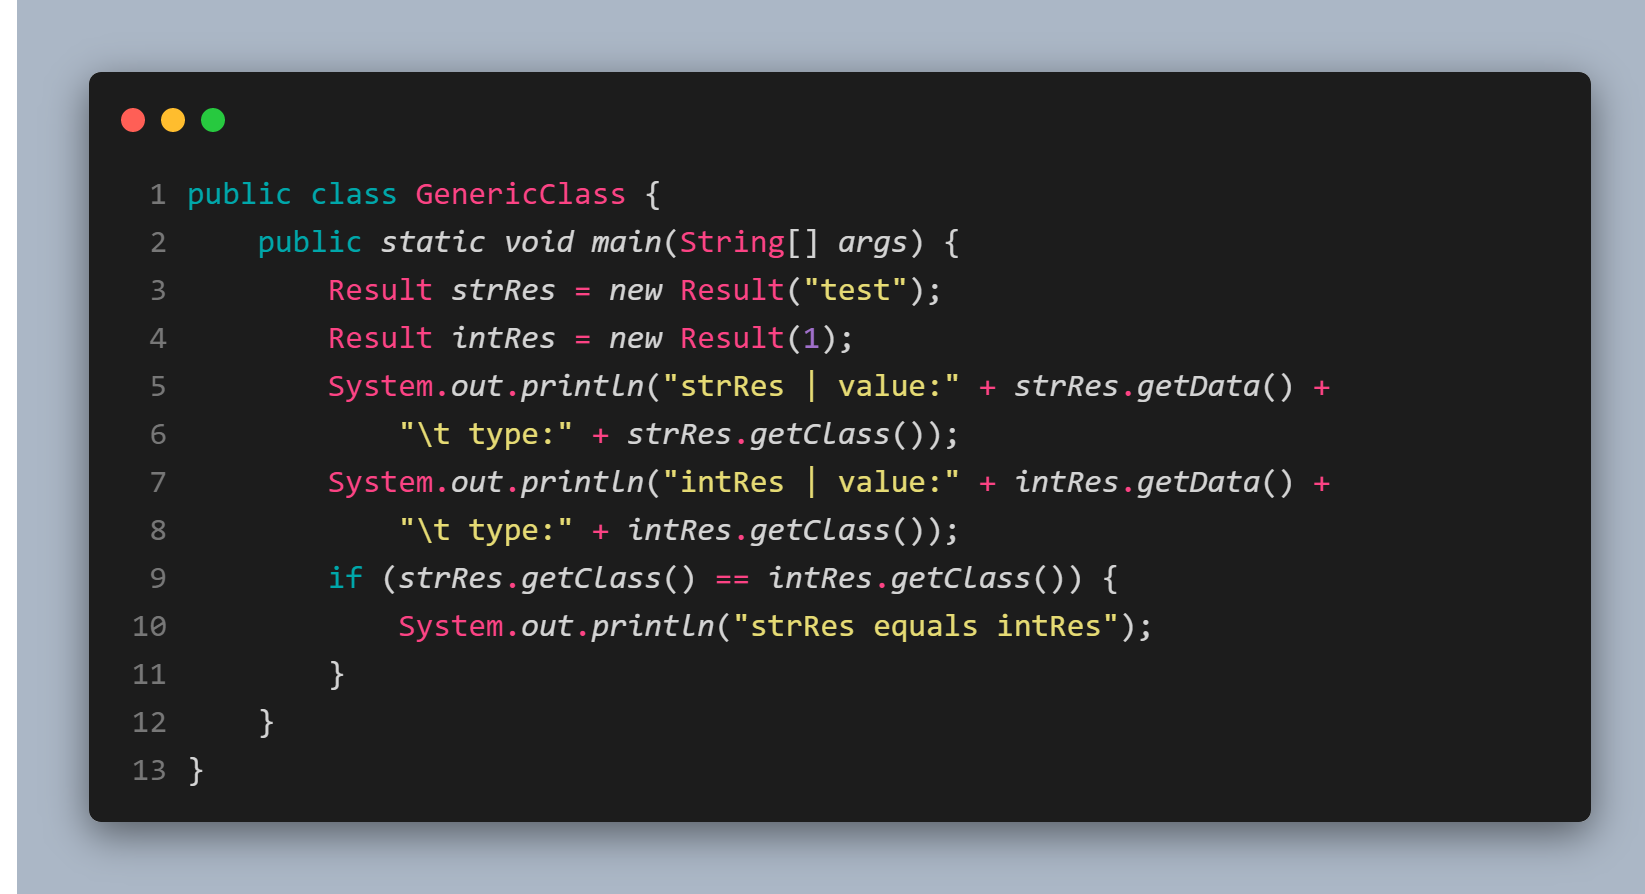 1 public class GenericClass {
2     public static void main(String[] args) {
3         Result strRes = new Result("test");
4         Result intRes = new Result(1);
5         System.out.println("strRes | value:" + strRes.getData() +
6             "\t type:" + strRes.getClass());
7         System.out.println("intRes | value:" + intRes.getData() +
8             "\t type:" + intRes.getClass());
9         if (strRes.getClass() == intRes.getClass()) {
10             System.out.println("strRes equals intRes");
11         }
12     }
13 }